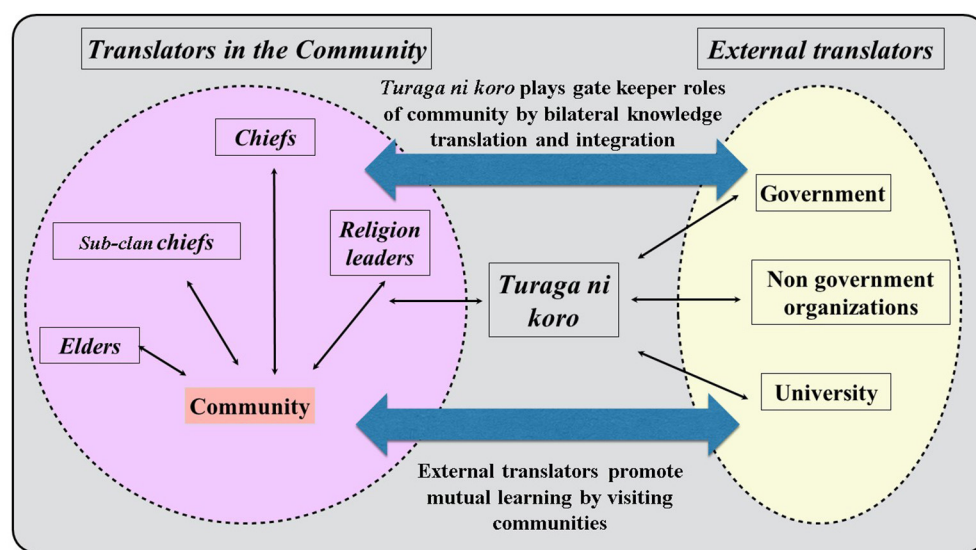 Translators in the Community
External translators
Turaga ni koro plays gate keeper roles
of community by bilateral knowledge
translation and integration
Chiefs
Government
Sub-clan chiefs
Religion
leaders
Turaga ni
koro
Non government
organizations
Elders
Community
University
External translators promote
mutual learning by visiting
communities